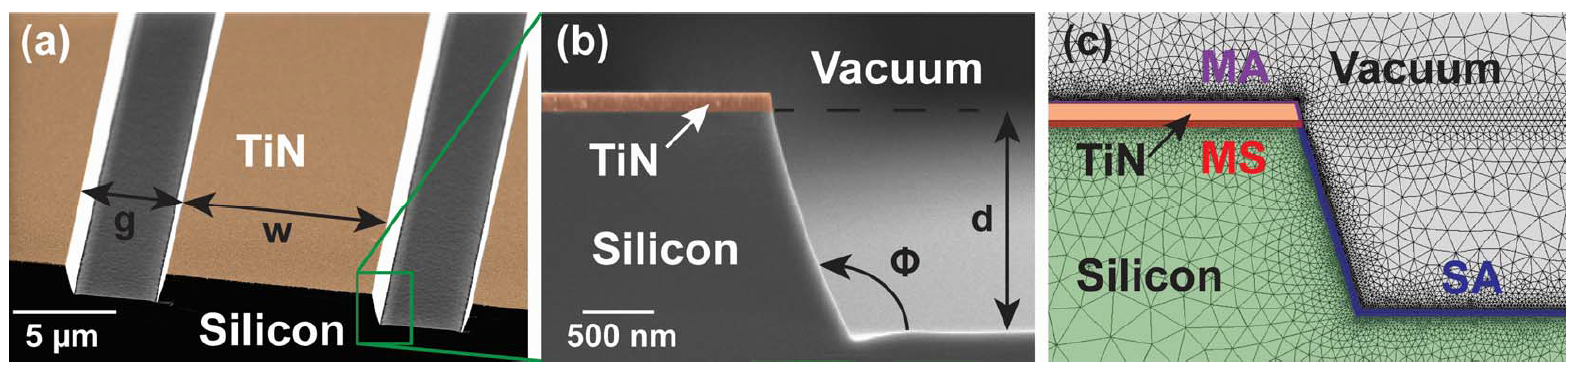 (a)
TiN
g
w
5 μm
Silicon
(b)
Vacuum
TiN
Silicon
d
Φ
500 nm
(c)
MA
Vacuum
TiN
MS
Silicon
SA